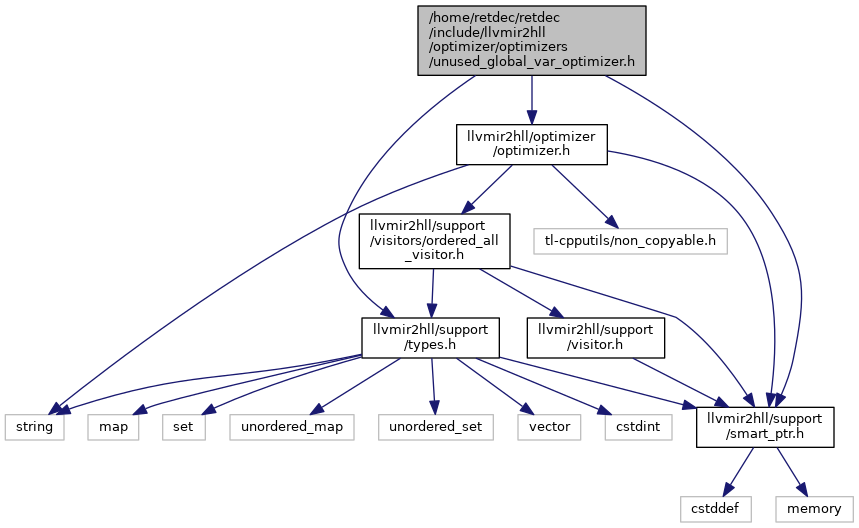 /home/retdec/retdec
/include/llvmir2hll
/optimizer/optimizers
/unused_global_var_optimizer.h
llvmir2hll/optimizer
/optimizer.h
llvmir2hll/support
/visitors/ordered_all
_visitor.h
tl-cpputils/non_copyable.h
llvmir2hll/support
/types.h
llvmir2hll/support
/visitor.h
string
map
set
unordered_map
unordered_set
vector
cstdint
llvmir2hll/support
/smart_ptr.h
cstddef
memory